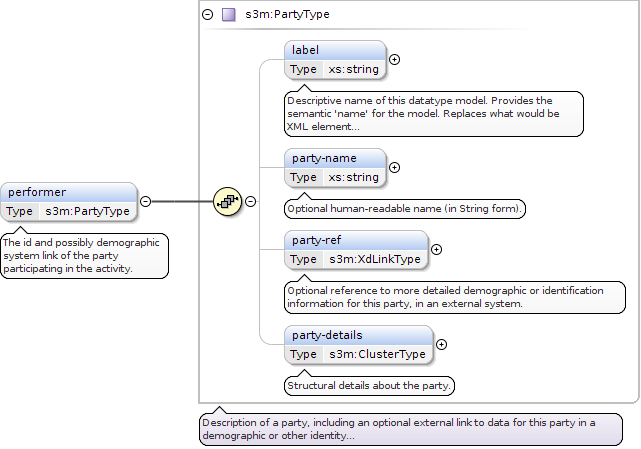 s3m:PartyType
label
Type xs:string
Descriptive name of this datatype model. Provides the
semantic 'name' for the model. Replaces what would be
XML element...
party-name
Type xs:string
Optional human-readable name (in String form).
performer
Type s3m:PartyType
The id and possibly demographic
system link of the party
participating in the activity.
party-ref
Type s3m:XdLinkType
Optional reference to more detailed demographic or identification
information for this party, in an external system.
party-details
Type s3m:ClusterType
Structural details about the party.
Description of a party, including an optional external link to data for this party in a
demographic or other identity...